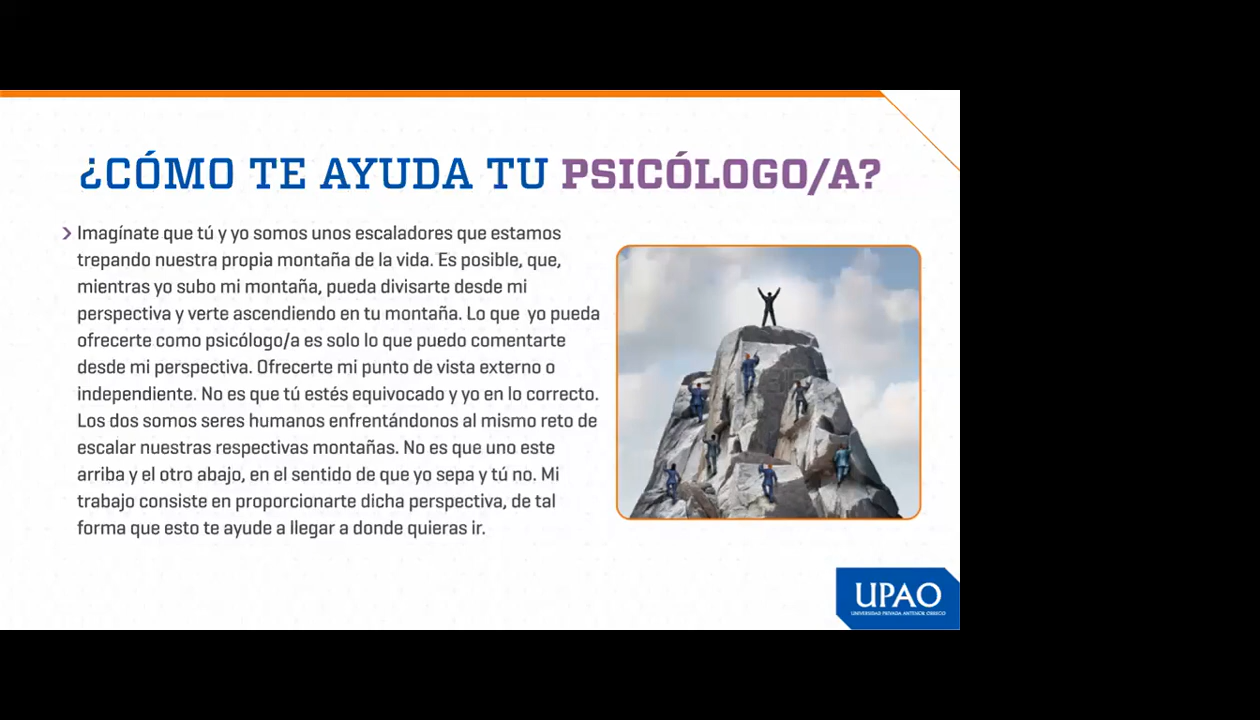 ¿CÓMO TE AYUDA TU PSICÓLOGO/A?
Imagínate que tú y yo somos unos escaladores que estamos
trepando nuestra propia montaña de la vida. Es posible, que,
mientras yo subo mi montaña, pueda divisarte desde mi
perspectiva y verte ascendiendo en tu montaña. Lo que yo pueda
ofrecerte como psicólogo/a es solo lo que puedo comentarte
desde mi perspectiva. Ofrecerte mi punto de vista externo o
independiente. No es que tú estés equivocado y yo en lo correcto.
Los dos somos seres humanos enfrentándonos al mismo reto de
escalar nuestras respectivas montañas. No es que uno este
arriba y el otro abajo, en el sentido de que yo sepa y tú no. Mi
trabajo consiste en proporcionarte dicha perspectiva, de tal
forma que esto te ayude a llegar a donde quieras ir.
UPAO
UNIVERSIDAD PRIVADA ANTENOR ORREGO